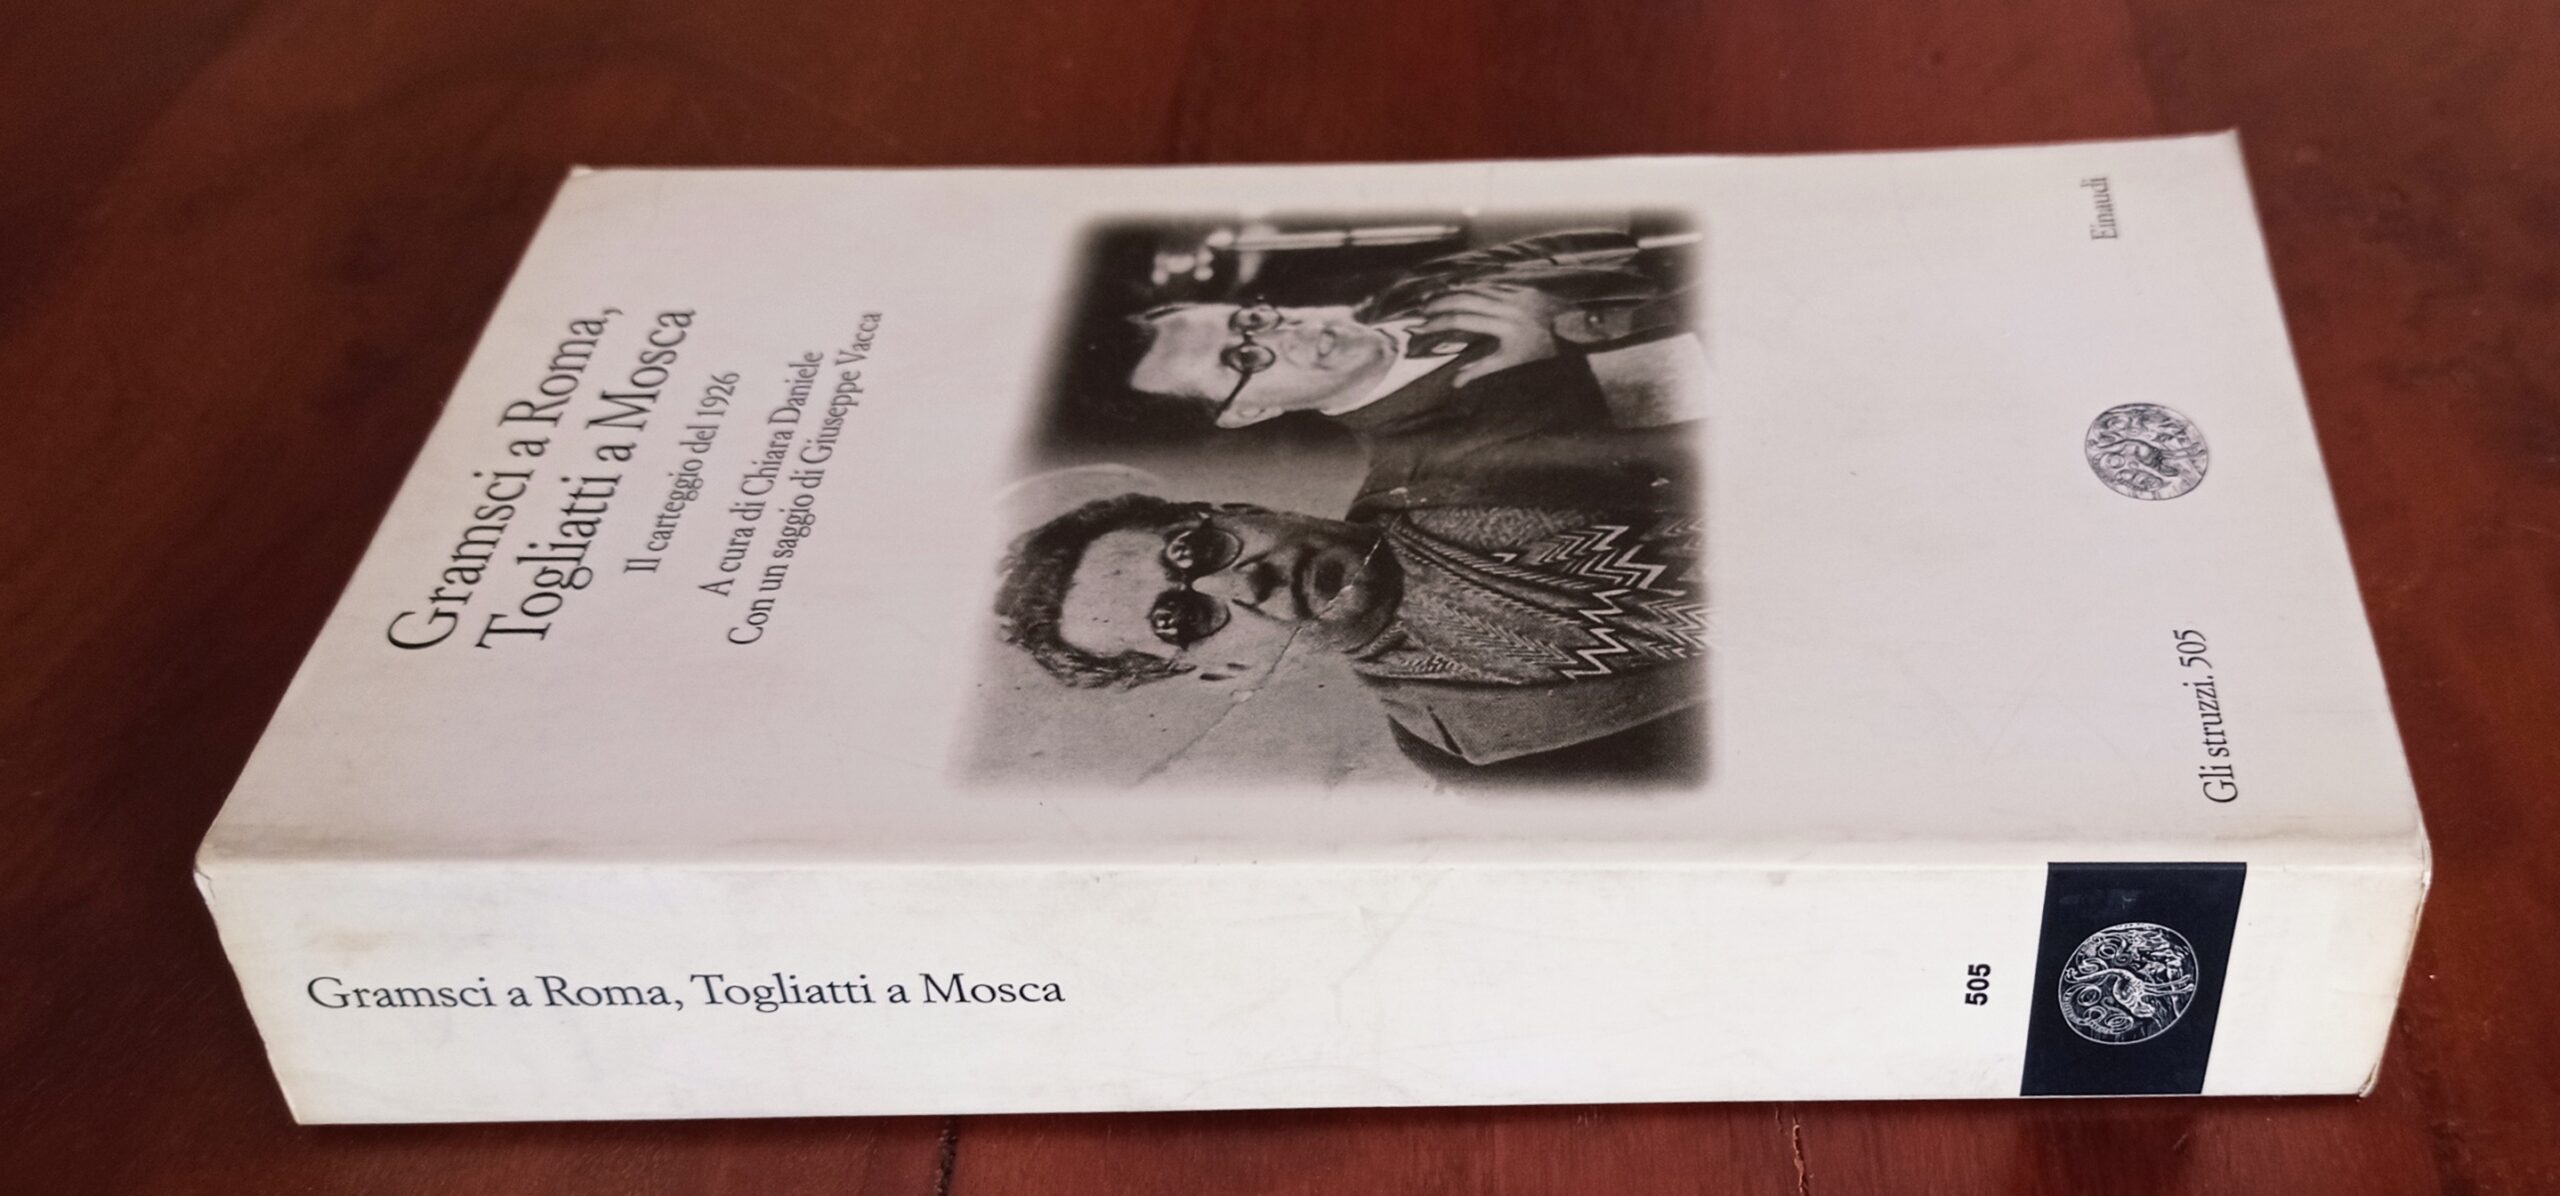 Gramsci a Roma,
Togliatti a Mosca
Il carteggio del 1926
A cura di Chiara Daniele
Con un saggio di Giuseppe Vacca
Gli struzzi. 505
Einaudi
Gramsci a Roma, Togliatti a Mosca
505